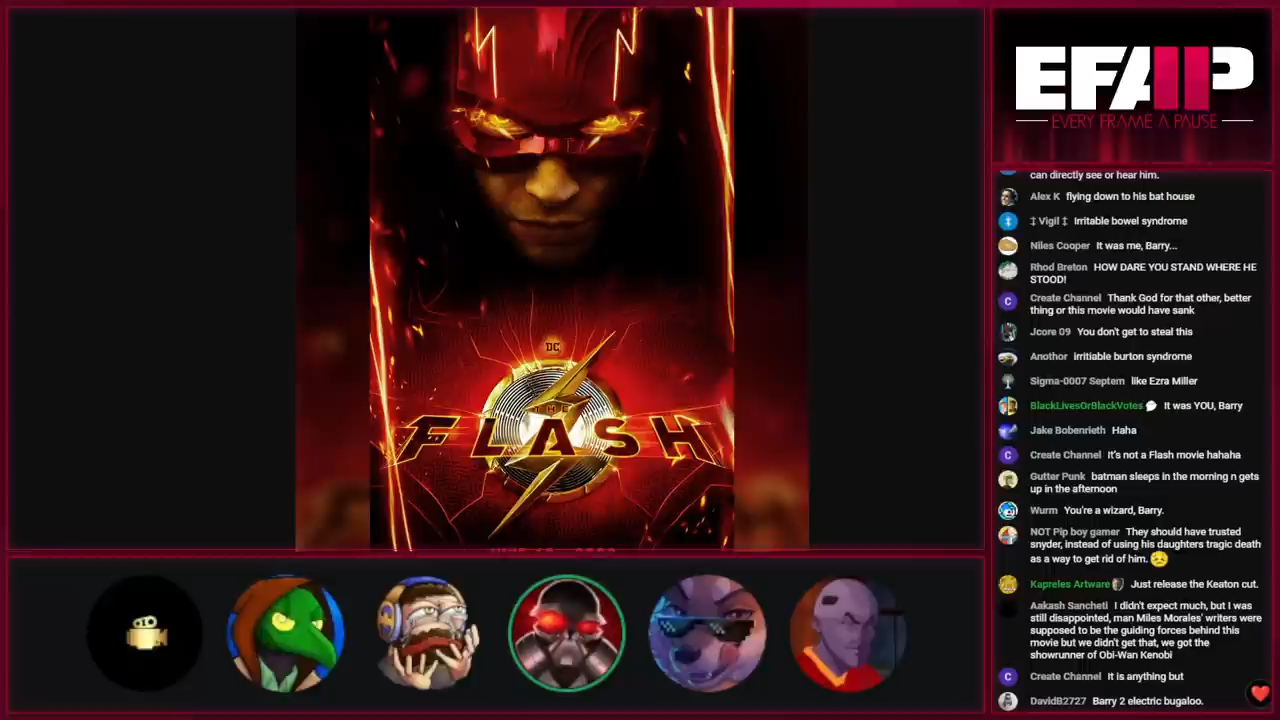 DC
THE
FLASH
EFAP
EVERY FRAME A PAUSE
can directly see or hear him.
Alex K flying down to his bat house
‡ Vigil ‡ Irritable bowel syndrome
Niles Cooper It was me, Barry...
Rhod Breton HOW DARE YOU STAND WHERE HE
STOOD!
C
Create Channel Thank God for that other, better
thing or this movie would have sank
Jcore 09 You don't get to steal this
Anothor irritiable burton syndrome
Sigma-0007 Septem like Ezra Miller
BlackLivesOrBlackVotes It was YOU, Barry
Jake Bobenrieth Haha
C
Create Channel It's not a Flash movie hahaha
Gutter Punk batman sleeps in the morning n gets
up in the afternoon
Wurm You're a wizard, Barry.
NOT Pip boy gamer They should have trusted
snyder, instead of using his daughters tragic death
as a way to get rid of him. 😞
Kapreles Artware Just release the Keaton cut.
Aakash Sancheti I didn't expect much, but I was
still disappointed, man Miles Morales' writers were
supposed to be the guiding forces behind this
movie but we didn't get that, we got the
showrunner of Obi-Wan Kenobi
C
Create Channel It is anything but
DavidB2727 Barry 2 electric bugaloo.